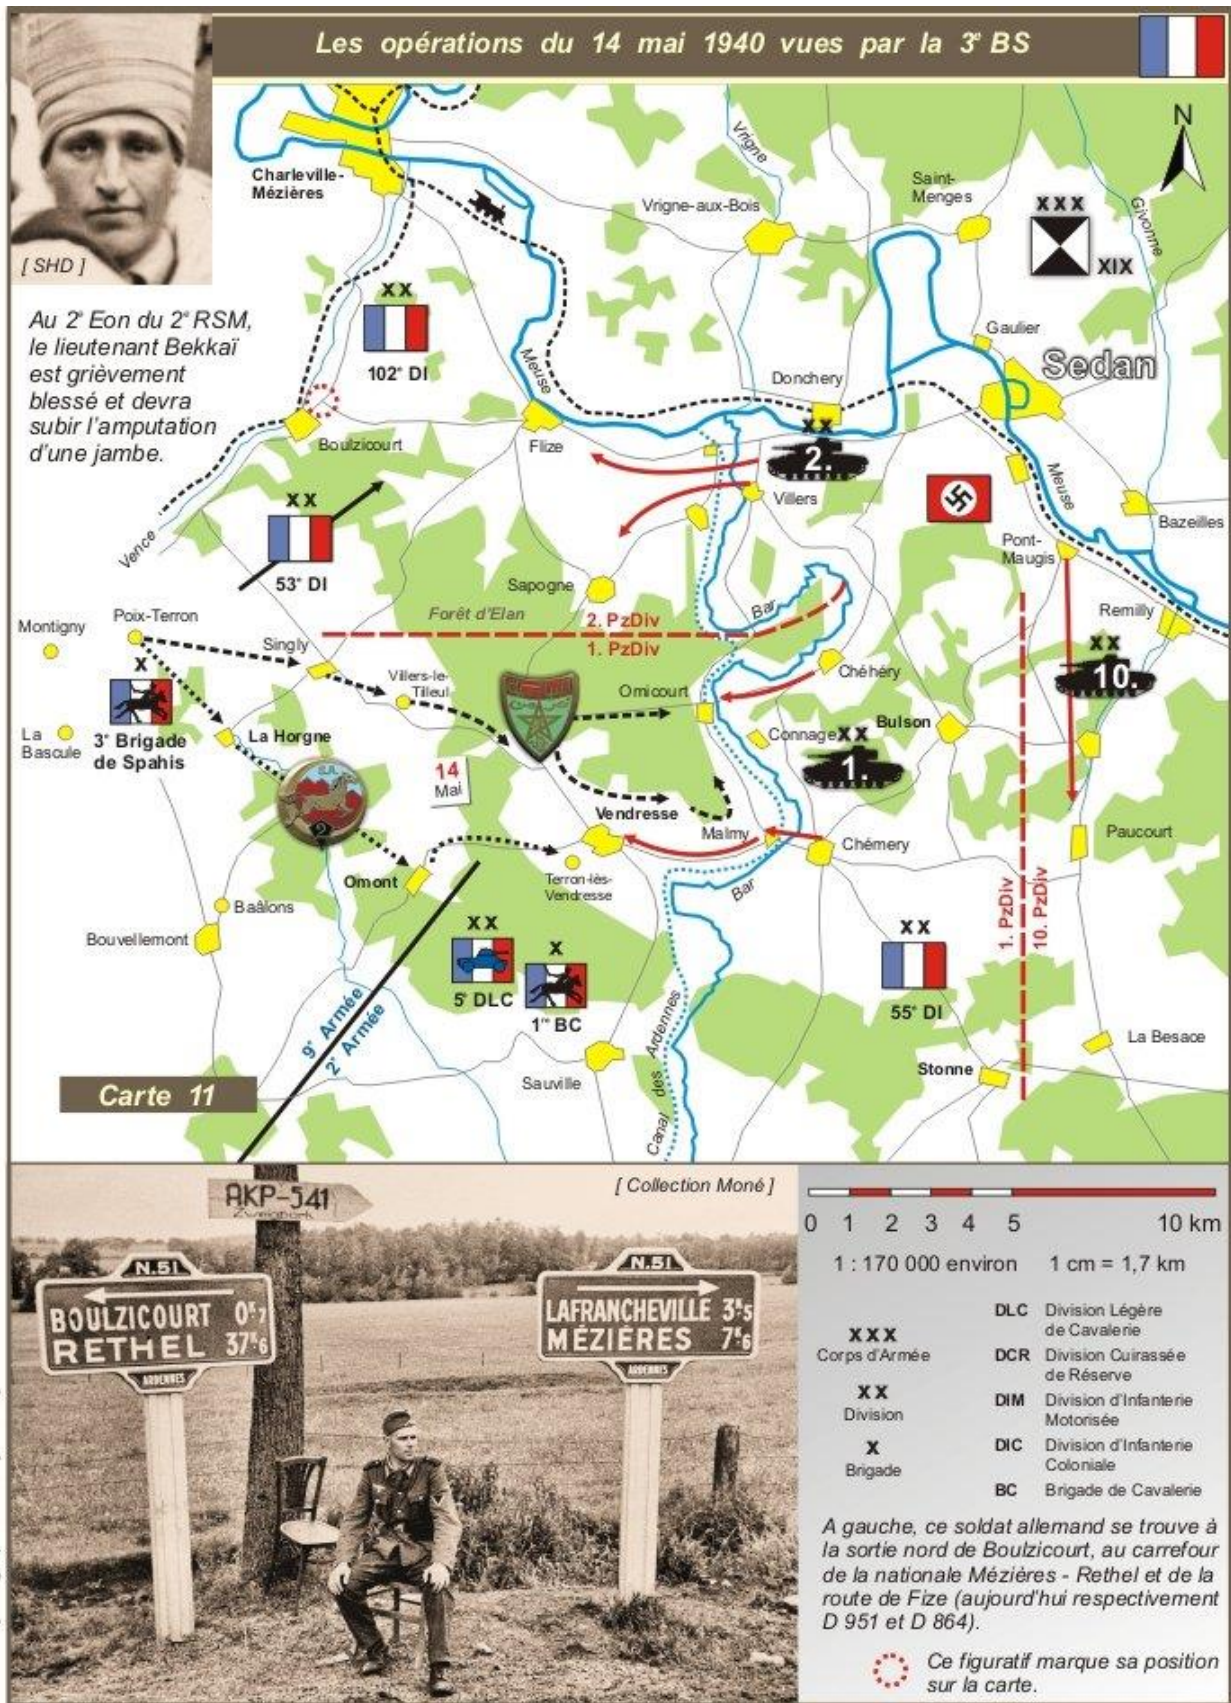 Les opérations du 14 mai 1940 vues par la 3ᵉ BS
[ SHD ]
Au 2ᵉ Eon du 2ᵉ RSM,
le lieutenant Bekkaï
est grièvement
blessé et devra
subir l'amputation
d'une jambe.
N
Charleville-
Mézières
Vrigne
Vrigne-aux-Bois
Saint-
Menges
Givonne
XXX
XIX
XX
102ᵉ DI
Meuse
Gaulier
Sedan
Donchery
Boulzicourt
Flize
XX
2.
Villers
Meuse
Bazeilles
Vence
XX
53ᵉ DI
Pont-
Maugis
Sapogne
Bar
Remilly
Forêt d'Elan
2. PzDiv
1. PzDiv
Montigny
Poix-Terron
Singly
XX
10.
X
Villers-le-
Tilleul
Omicourt
Chéhéry
La
Bascule
3ᵉ Brigade
de Spahis
La Horgne
Connage
XX
1.
Bulson
14
Mai
2
Vendresse
Malmy
Chémery
Paucourt
Omont
Terron-lès-
Vendresse
Bar
Baâlons
Bouvellemont
XX
5ᵉ DLC
X
1ʳᵉ BC
XX
55ᵉ DI
1. PzDiv
10. PzDiv
9ᵉ Armée
2ᵉ Armée
Canal des Ardennes
La Besace
Stonne
Sauville
Carte 11
[ Collection Moné ]
AKP-541
N.51
BOULZICOURT 0ᴷ7
RETHEL 37ᴷ6
ARDENNES
N.51
LAFRANCHEVILLE 3ᴷ5
MÉZIÈRES 7ᴷ6
ARDENNES
0 1 2 3 4 5 10 km
1 : 170 000 environ 1 cm = 1,7 km
XXX
Corps d'Armée
XX
Division
X
Brigade
DLC Division Légère
de Cavalerie
DCR Division Cuirassée
de Réserve
DIM Division d'Infanterie
Motorisée
DIC Division d'Infanterie
Coloniale
BC Brigade de Cavalerie
A gauche, ce soldat allemand se trouve à
la sortie nord de Boulzicourt, au carrefour
de la nationale Mézières - Rethel et de la
route de Fize (aujourd'hui respectivement
D 951 et D 864).
Ce figuratif marque sa position
sur la carte.